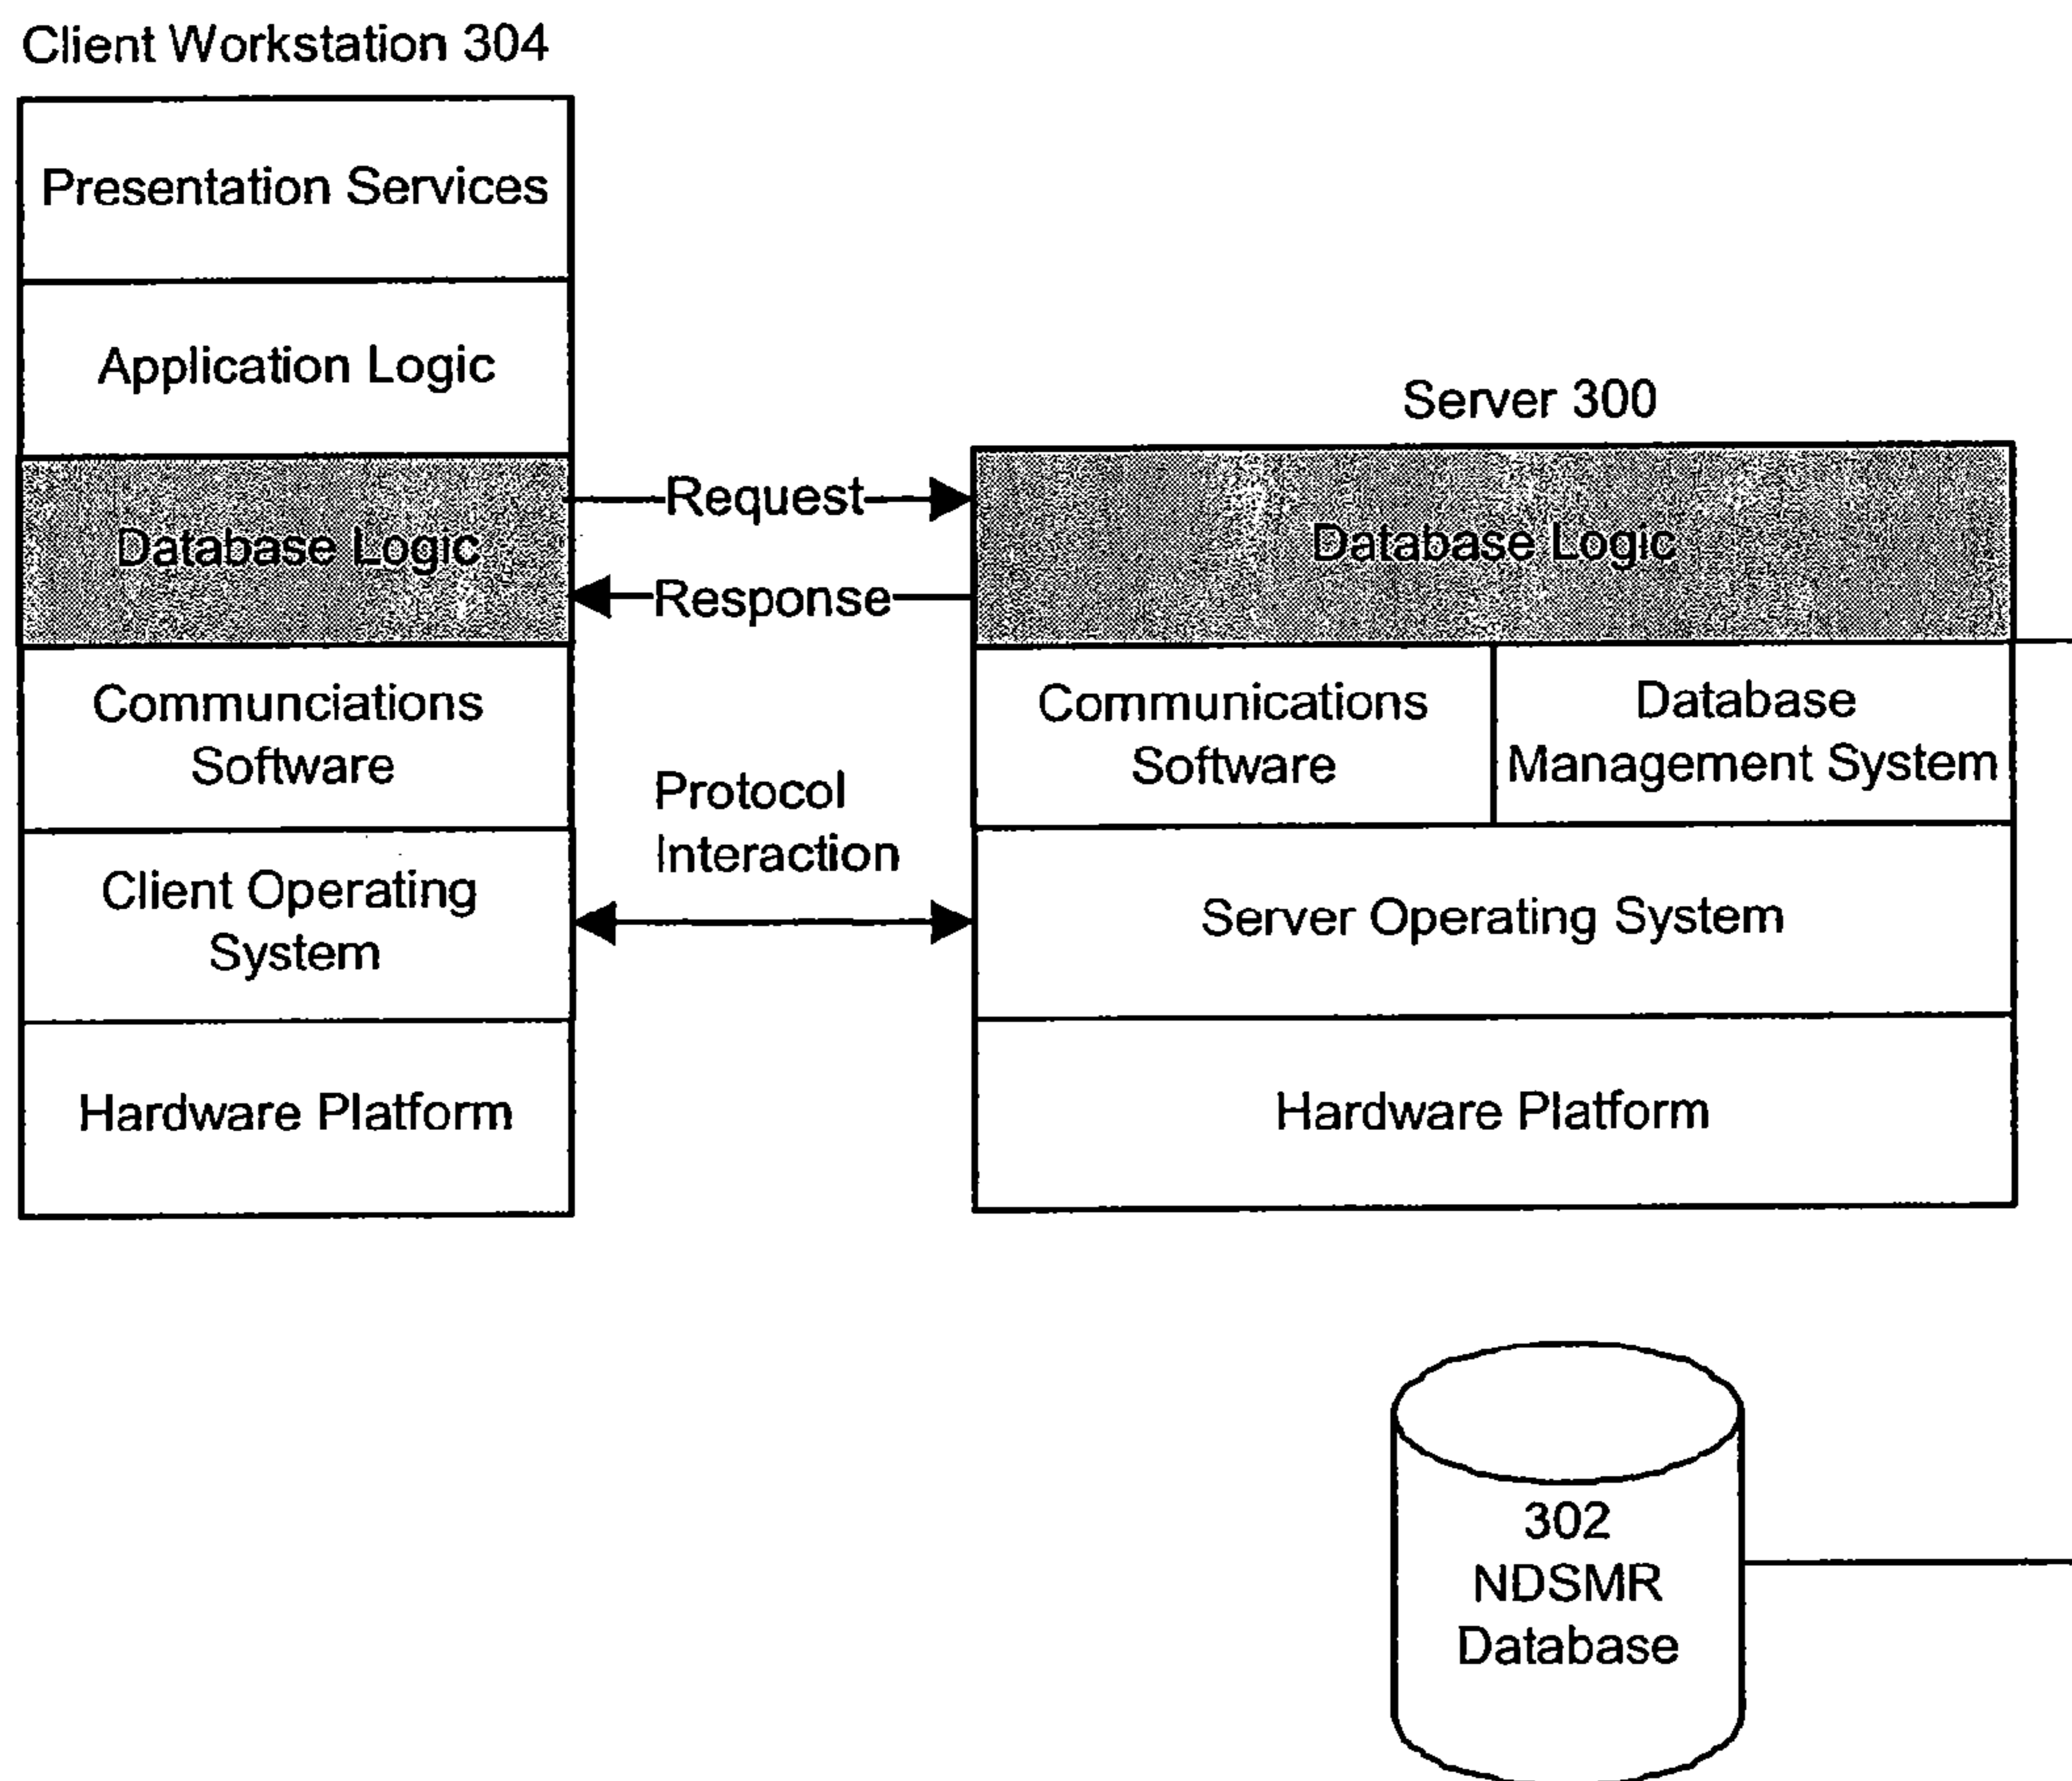 Client Workstation 304
Presentation Services
Application Logic
Database Logic
Communciations
Software
Client Operating
System
Hardware Platform
Request
Response
Protocol
Interaction
Server 300
Database Logic
Communications
Software
Database
Management System
Server Operating System
Hardware Platform
302
NDSMR
Database